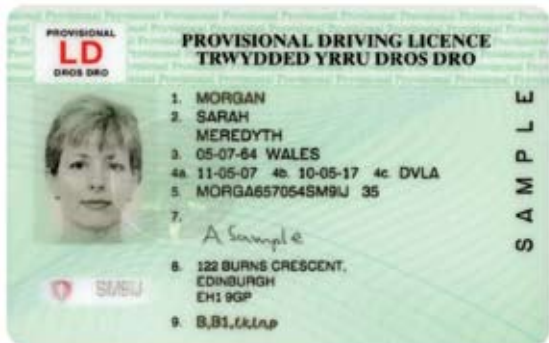 PROVISIONAL
LD
DROS DRO
PROVISIONAL DRIVING LICENCE
TRWYDDED YRRU DROS DRO
1. MORGAN
2. SARAH
MEREDYTH
3. 05-07-64 WALES
4a. 11-05-07 4b. 10-05-17 4c. DVLA
5. MORGA657054SM9IJ 35
7.
A Sample
8. 122 BURNS CRESCENT,
EDINBURGH
EH1 9GP
9. B,B1,f,k,l,n,p
SM9IJ
SAMPLE